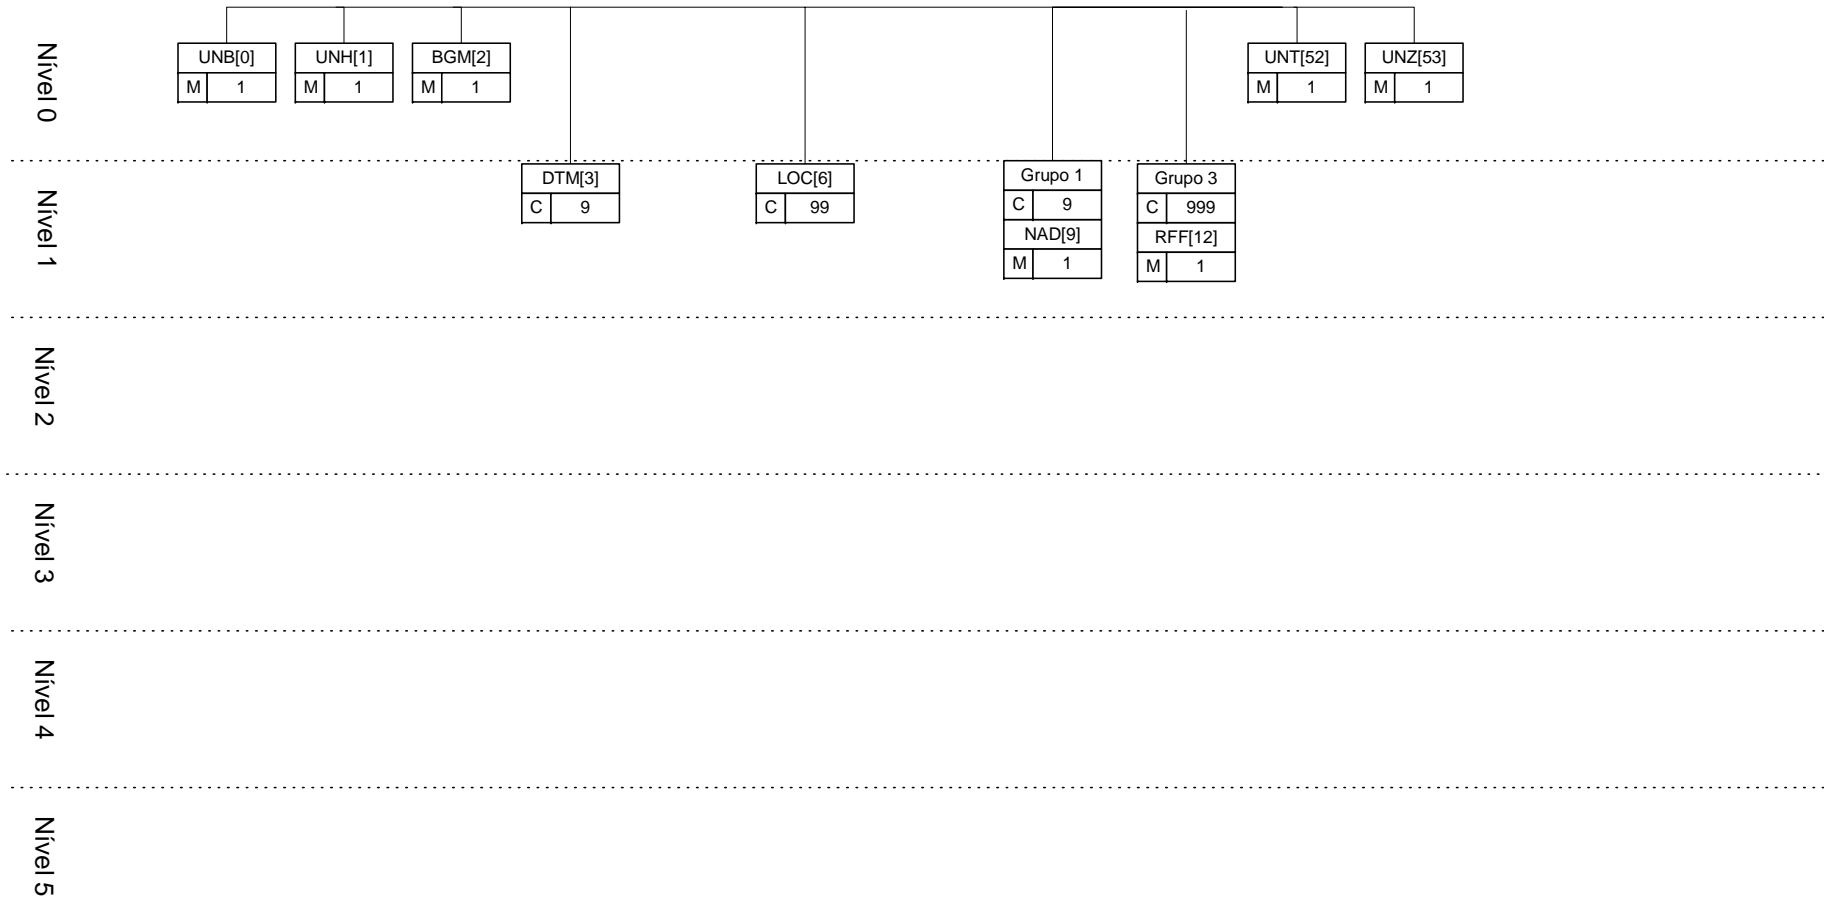 Nível 0
UNB[0] UNH[1] BGM[2] UNT[52] UNZ[53]
M 1 M 1 M 1 M 1 M 1
Nível 1
DTM[3] LOC[6] Grupo 1 Grupo 3
C 9 C 99 C 9 C 999
NAD[9] RFF[12]
M 1 M 1
Nível 2
Nível 3
Nível 4
Nível 5